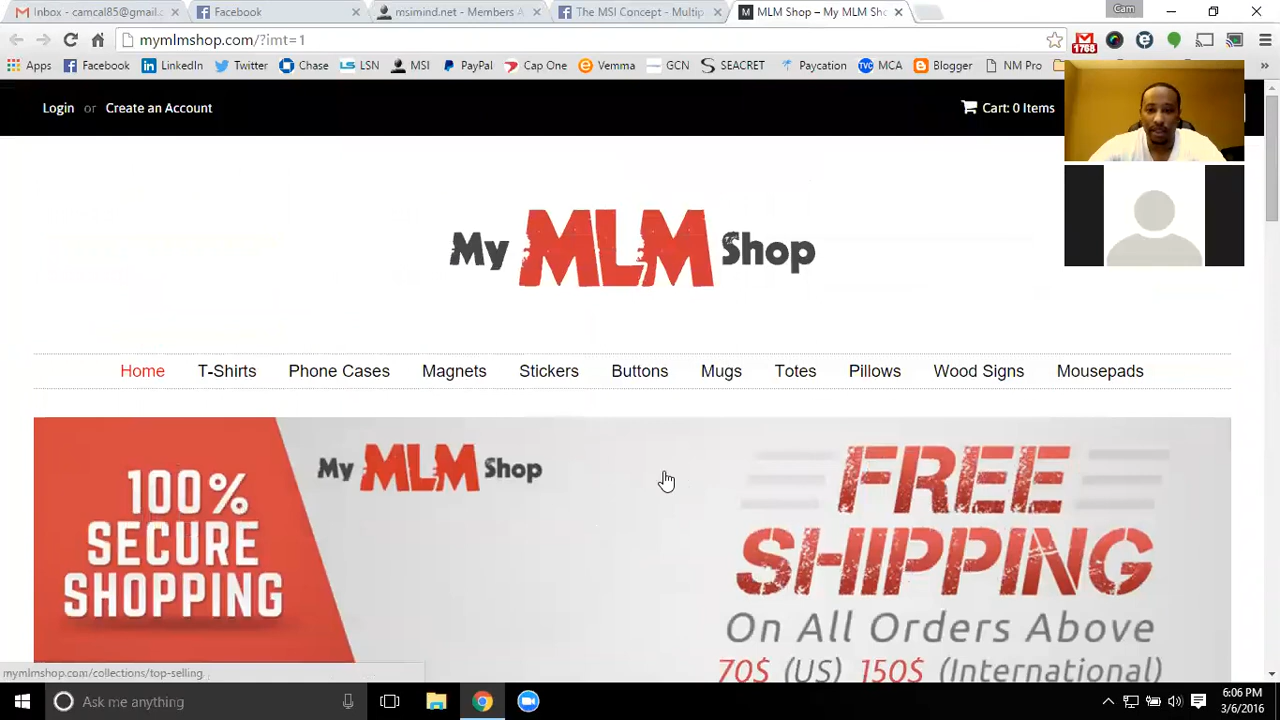 Inbox - camcal85@gmail.c
Facebook
msimind.net - Members A
The MSI Concept - Multip
MLM Shop – My MLM Sho
Cam
mymlmshop.com/?imt=1
1768
Apps
Facebook
LinkedIn
Twitter
Chase
LSN
MSI
PayPal
Cap One
Vemma
GCN
SEACRET
Paycation
MCA
Blogger
NM Pro
Login or Create an Account
Cart: 0 Items
My MLM Shop
Home T-Shirts Phone Cases Magnets Stickers Buttons Mugs Totes Pillows Wood Signs Mousepads
100%
SECURE
SHOPPING
My MLM Shop
FREE
SHIPPING
On All Orders Above
70$ (US) 150$ (International)
mymlmshop.com/collections/top-selling
Ask me anything
6:06 PM
3/6/2016